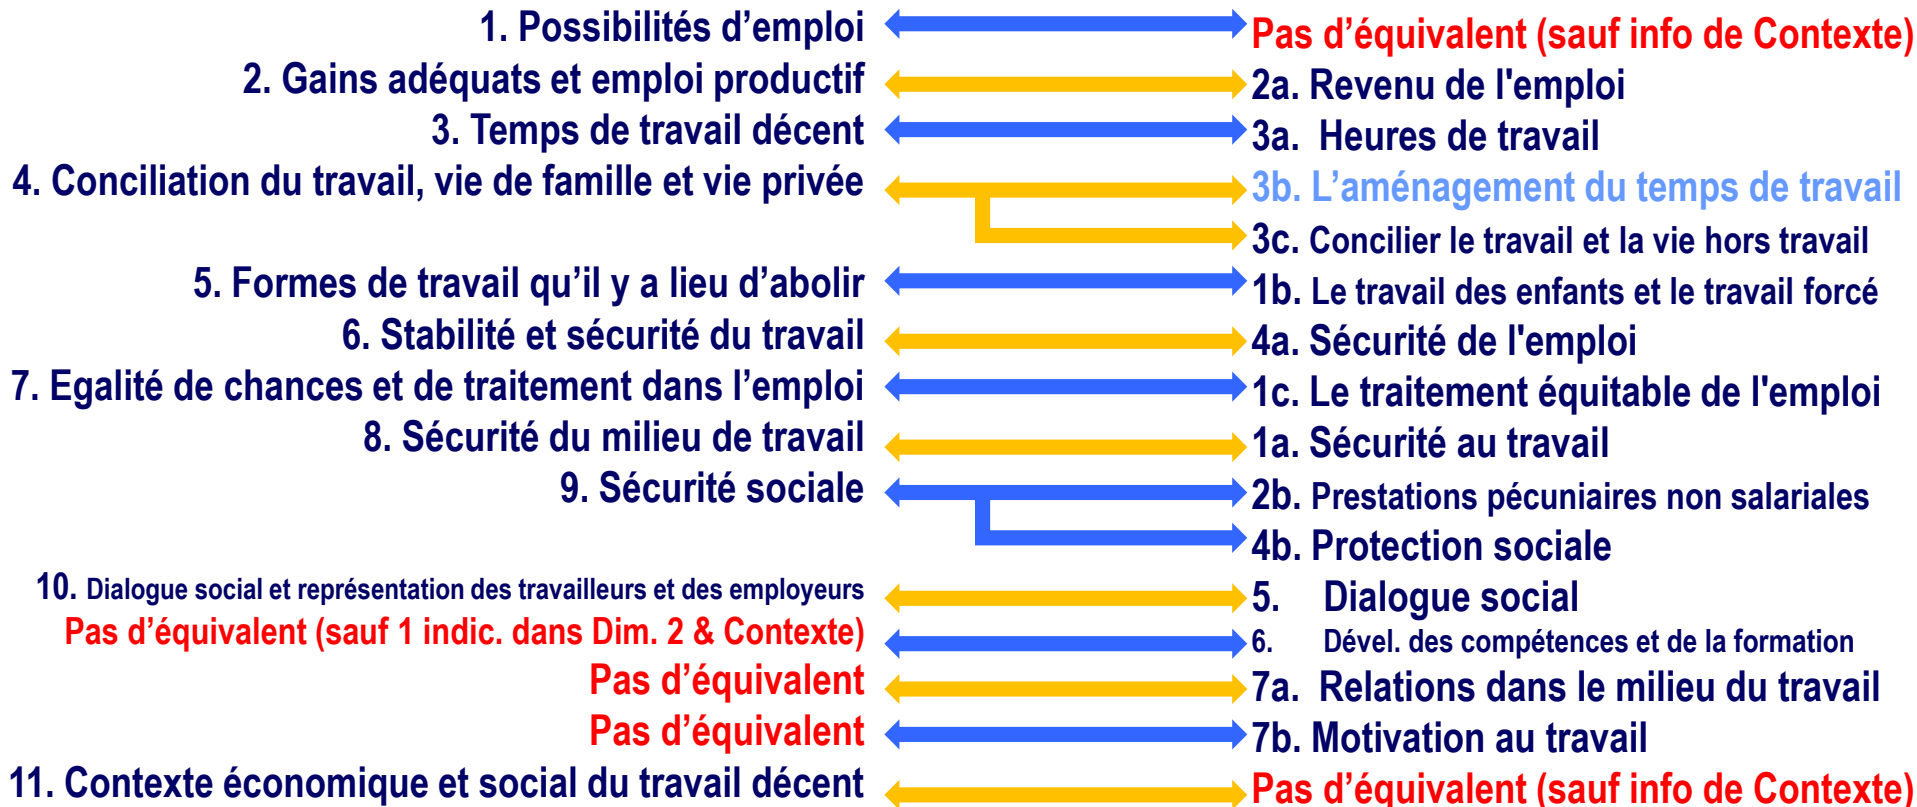 1. Possibilités d’emploi
Pas d’équivalent (sauf info de Contexte)
2. Gains adéquats et emploi productif
2a. Revenu de l'emploi
3. Temps de travail décent
3a. Heures de travail
4. Conciliation du travail, vie de famille et vie privée
3b. L’aménagement du temps de travail
3c. Concilier le travail et la vie hors travail
5. Formes de travail qu’il y a lieu d’abolir
1b. Le travail des enfants et le travail forcé
6. Stabilité et sécurité du travail
4a. Sécurité de l'emploi
7. Egalité de chances et de traitement dans l’emploi
1c. Le traitement équitable de l'emploi
8. Sécurité du milieu de travail
1a. Sécurité au travail
9. Sécurité sociale
2b. Prestations pécuniaires non salariales
4b. Protection sociale
10. Dialogue social et représentation des travailleurs et des employeurs
5. Dialogue social
Pas d’équivalent (sauf 1 indic. dans Dim. 2 & Contexte)
6. Dével. des compétences et de la formation
Pas d’équivalent
7a. Relations dans le milieu du travail
Pas d’équivalent
7b. Motivation au travail
11. Contexte économique et social du travail décent
Pas d’équivalent (sauf info de Contexte)